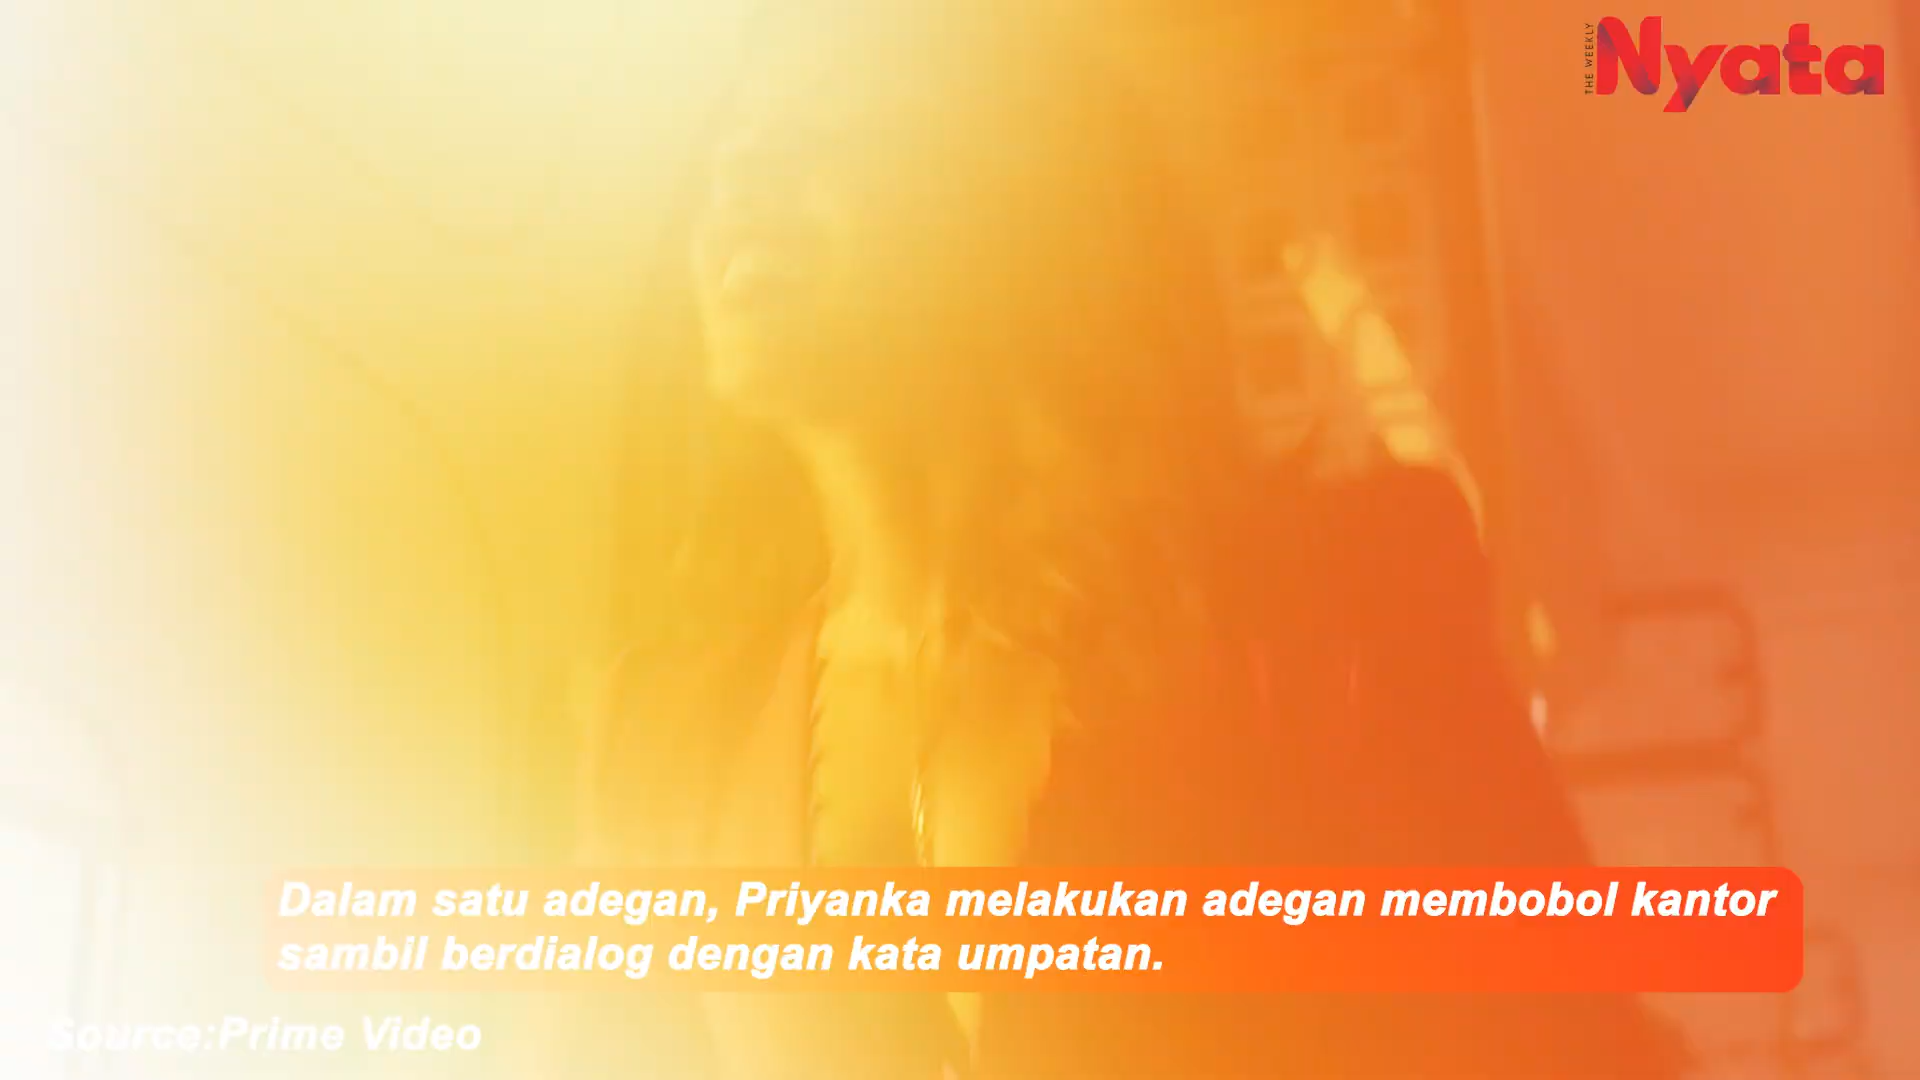 THE WEEKLY
Nyata
Dalam satu adegan, Priyanka melakukan adegan membobol kantor
sambil berdialog dengan kata umpatan.
Source:Prime Video